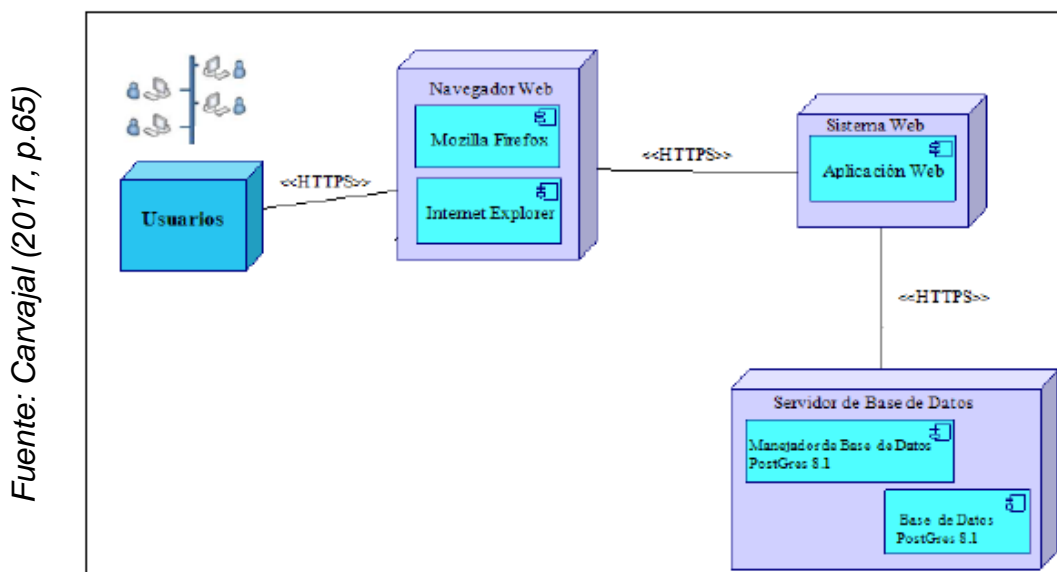 Fuente: Carvajal (2017, p.65)
Navegador Web
Mozilla Firefox
Internet Explorer
Usuarios
<<HTTPS>>
<<HTTPS>>
Sistema Web
Aplicación Web
<<HTTPS>>
Servidor de Base de Datos
Manejador de Base de Datos
PostGres 8.1
Base de Datos
PostGres 8.1